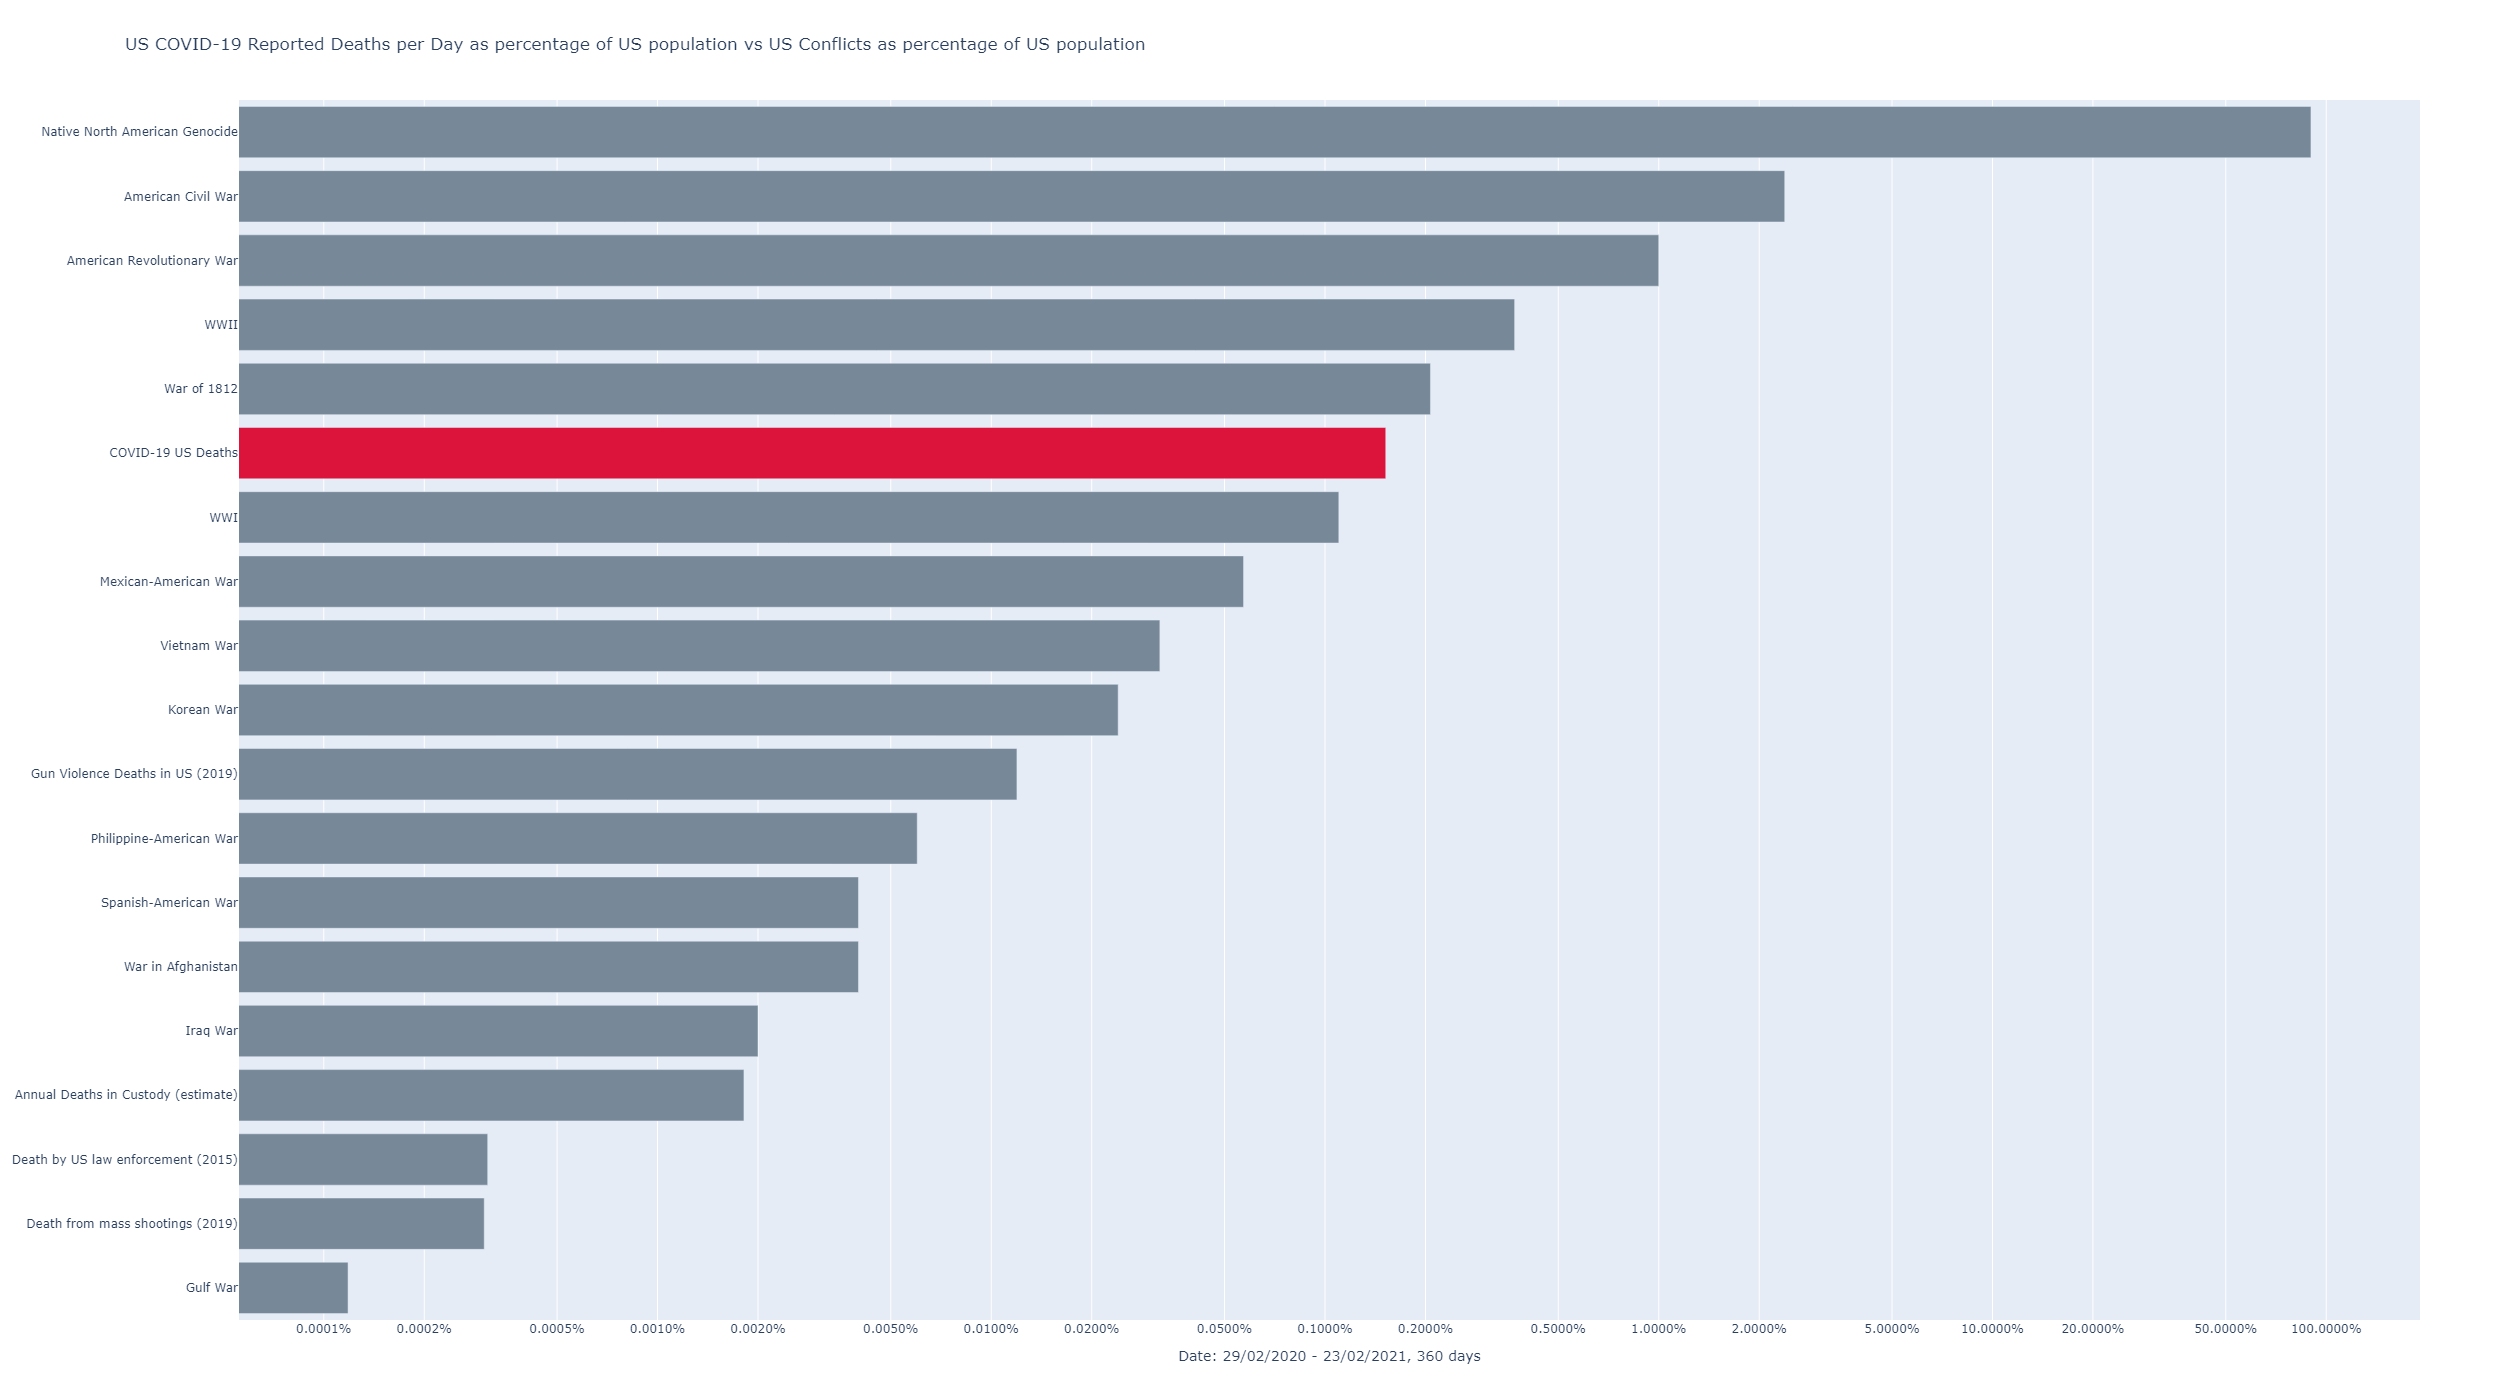 US COVID-19 Reported Deaths per Day as percentage of US population vs US Conflicts as percentage of US population
Native North American Genocide
American Civil War
American Revolutionary War
WWII
War of 1812
COVID-19 US Deaths
WWI
Mexican-American War
Vietnam War
Korean War
Gun Violence Deaths in US (2019)
Philippine-American War
Spanish-American War
War in Afghanistan
Iraq War
Annual Deaths in Custody (estimate)
Death by US law enforcement (2015)
Death from mass shootings (2019)
Gulf War
0.0001% 0.0002% 0.0005% 0.0010% 0.0020% 0.0050% 0.0100% 0.0200% 0.0500% 0.1000% 0.2000% 0.5000% 1.0000% 2.0000% 5.0000% 10.0000% 20.0000% 50.0000% 100.0000%
Date: 29/02/2020 - 23/02/2021, 360 days